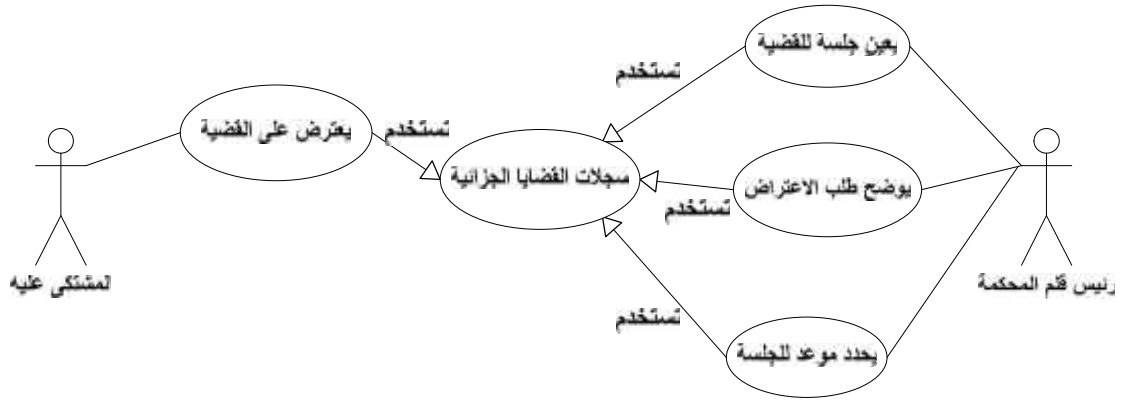 يعين جلسة للقضية
تستخدم
يعترض على القضية
تستخدم
سجلات القضايا الجزائية
يوضح طلب الاعتراض
تستخدم
المشتكى عليه
رئيس قلم المحكمة
تستخدم
يحدد موعد للجلسة